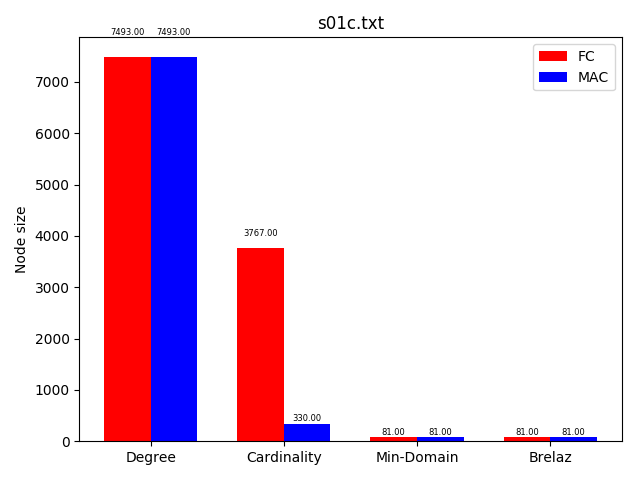 s01c.txt
7493.00 7493.00
FC
MAC
7000
6000
5000
4000
3000
2000
1000
0
Node size
3767.00
330.00
81.00 81.00 81.00 81.00
Degree Cardinality Min-Domain Brelaz